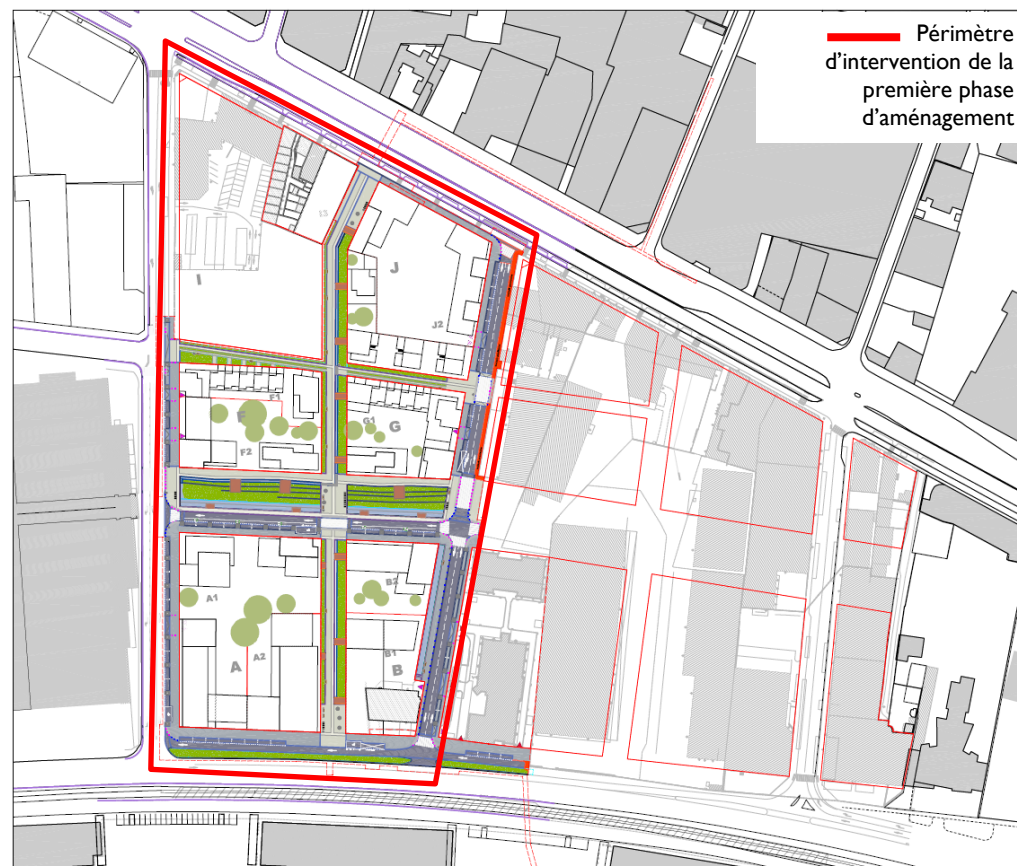 Périmètre
d'intervention de la
première phase
d'aménagement
I
J
J2
F1
F
F2
G1
G
A1
A2
A
B2
B1
B